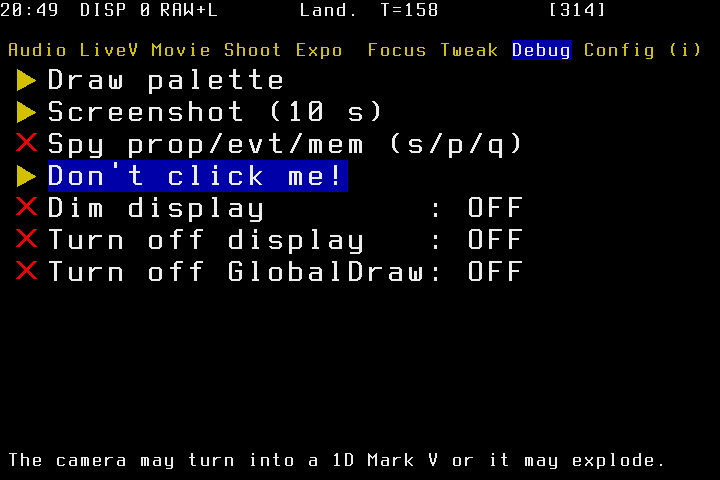 20:49 DISP 0 RAW+L Land. T=158 [314]
Audio LiveV Movie Shoot Expo Focus Tweak Debug Config (i)
Draw palette
Screenshot (10 s)
Spy prop/evt/mem (s/p/q)
Don't click me!
Dim display : OFF
Turn off display : OFF
Turn off GlobalDraw: OFF
The camera may turn into a 1D Mark V or it may explode.